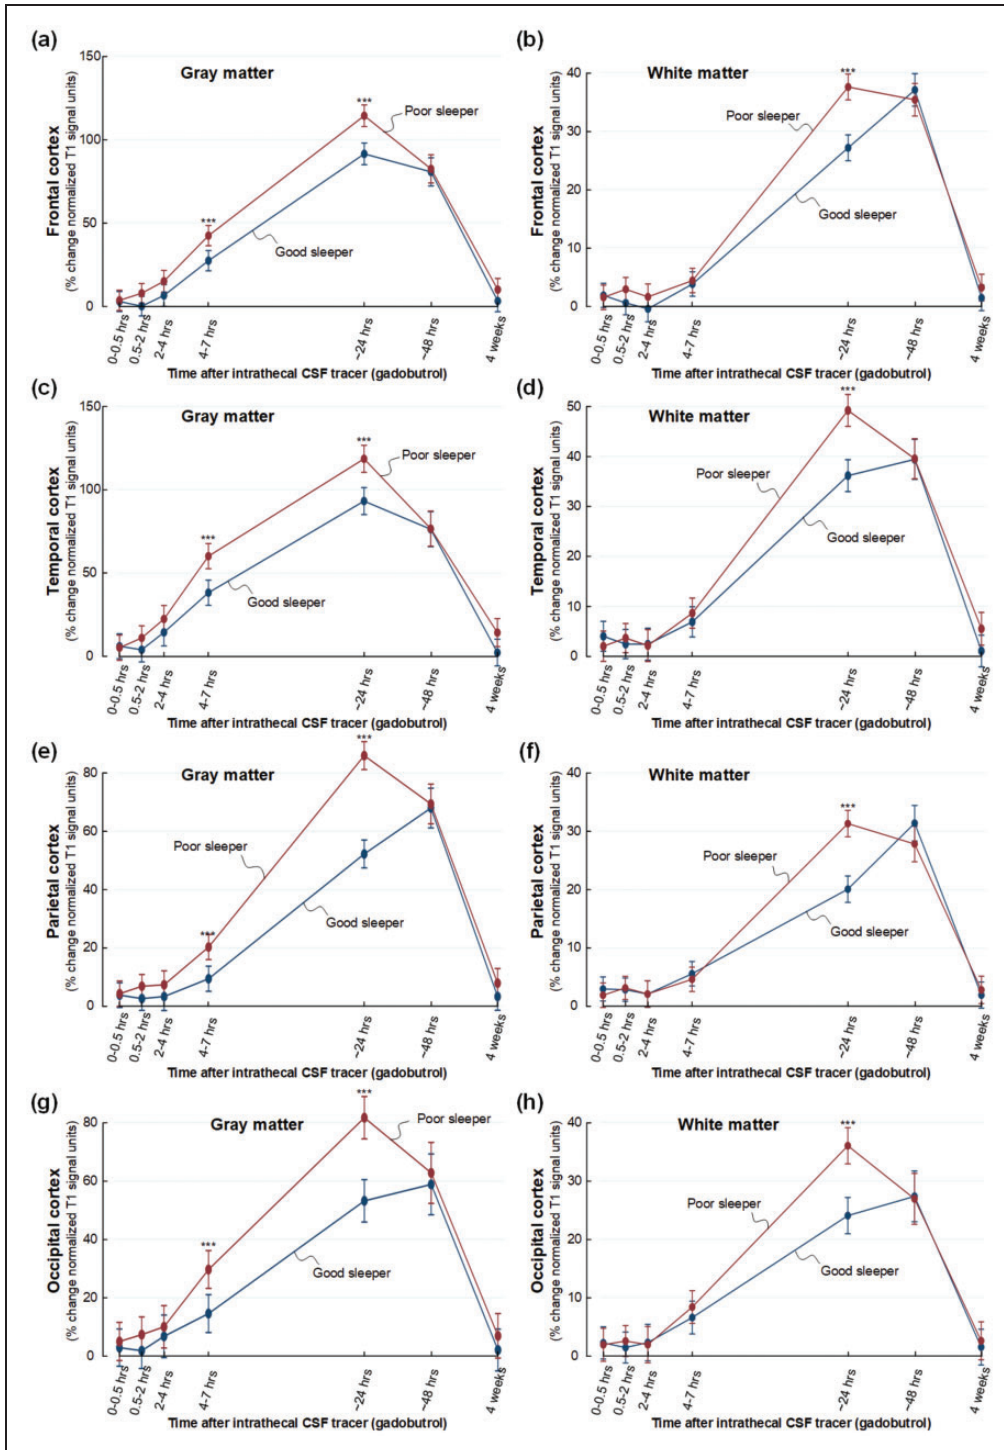 (a)
Gray matter
Frontal cortex
(% change normalized T1 signal units)
150
100
50
0
***
***
Poor sleeper
Good sleeper
0-0.5 hrs
0.5-2 hrs
2-4 hrs
4-7 hrs
~24 hrs
~48 hrs
4 weeks
Time after intrathecal CSF tracer (gadobutrol)
(b)
White matter
Frontal cortex
(% change normalized T1 signal units)
40
30
20
10
0
***
Poor sleeper
Good sleeper
0-0.5 hrs
0.5-2 hrs
2-4 hrs
4-7 hrs
~24 hrs
~48 hrs
4 weeks
Time after intrathecal CSF tracer (gadobutrol)
(c)
Gray matter
Temporal cortex
(% change normalized T1 signal units)
150
100
50
0
***
***
Poor sleeper
Good sleeper
0-0.5 hrs
0.5-2 hrs
2-4 hrs
4-7 hrs
~24 hrs
~48 hrs
4 weeks
Time after intrathecal CSF tracer (gadobutrol)
(d)
White matter
Temporal cortex
(% change normalized T1 signal units)
50
40
30
20
10
0
***
Poor sleeper
Good sleeper
0-0.5 hrs
0.5-2 hrs
2-4 hrs
4-7 hrs
~24 hrs
~48 hrs
4 weeks
Time after intrathecal CSF tracer (gadobutrol)
(e)
Gray matter
Parietal cortex
(% change normalized T1 signal units)
80
60
40
20
0
***
***
Poor sleeper
Good sleeper
0-0.5 hrs
0.5-2 hrs
2-4 hrs
4-7 hrs
~24 hrs
~48 hrs
4 weeks
Time after intrathecal CSF tracer (gadobutrol)
(f)
White matter
Parietal cortex
(% change normalized T1 signal units)
40
30
20
10
0
***
Poor sleeper
Good sleeper
0-0.5 hrs
0.5-2 hrs
2-4 hrs
4-7 hrs
~24 hrs
~48 hrs
4 weeks
Time after intrathecal CSF tracer (gadobutrol)
(g)
Gray matter
Occipital cortex
(% change normalized T1 signal units)
80
60
40
20
0
***
***
Poor sleeper
Good sleeper
0-0.5 hrs
0.5-2 hrs
2-4 hrs
4-7 hrs
~24 hrs
~48 hrs
4 weeks
Time after intrathecal CSF tracer (gadobutrol)
(h)
White matter
Occipital cortex
(% change normalized T1 signal units)
40
30
20
10
0
***
Poor sleeper
Good sleeper
0-0.5 hrs
0.5-2 hrs
2-4 hrs
4-7 hrs
~24 hrs
~48 hrs
4 weeks
Time after intrathecal CSF tracer (gadobutrol)